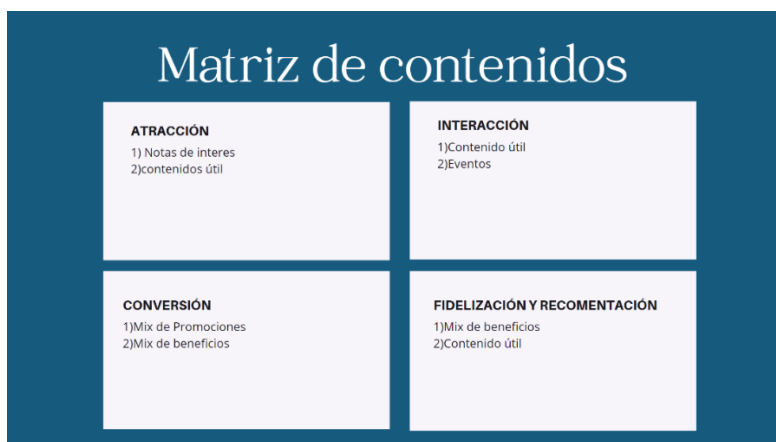 Matriz de contenidos
ATRACCIÓN
1) Notas de interes
2)contenidos útil
INTERACCIÓN
1)Contenido útil
2)Eventos
CONVERSIÓN
1)Mix de Promociones
2)Mix de beneficios
FIDELIZACIÓN Y RECOMENTACIÓN
1)Mix de beneficios
2)Contenido útil